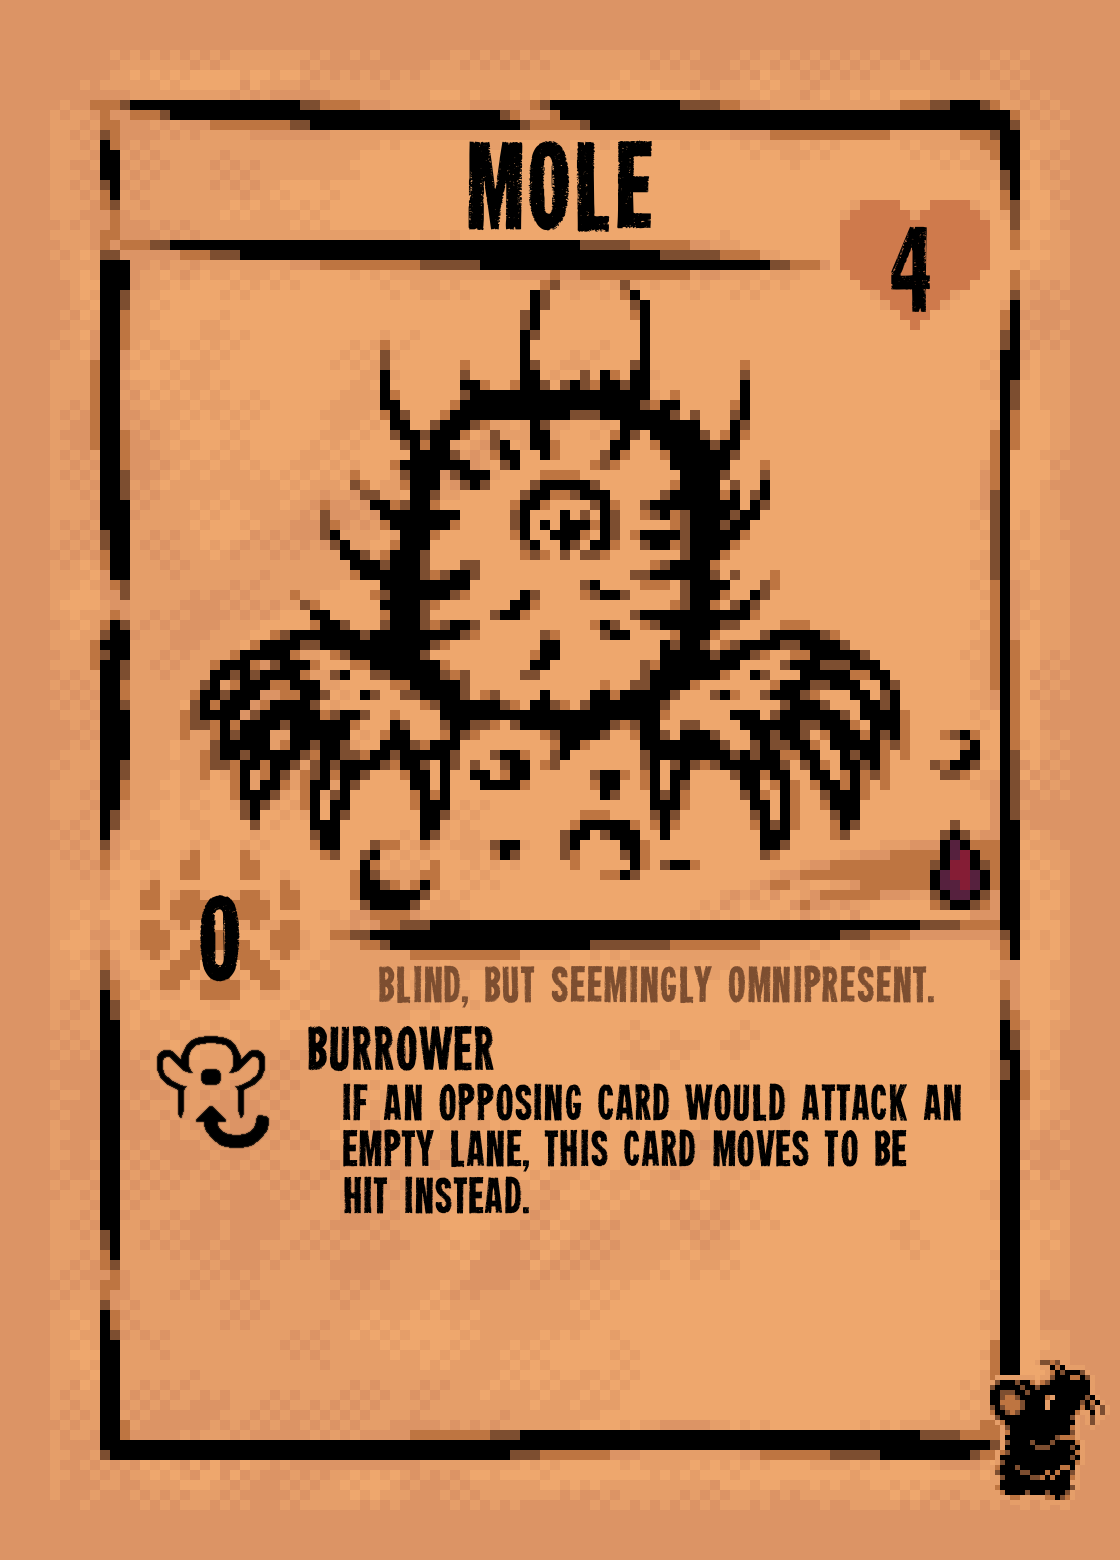 MOLE
4
0
BLIND, BUT SEEMINGLY OMNIPRESENT.
BURROWER
IF AN OPPOSING CARD WOULD ATTACK AN
EMPTY LANE, THIS CARD MOVES TO BE
HIT INSTEAD.